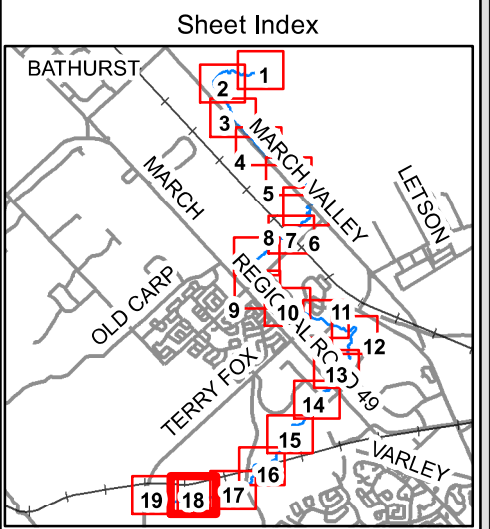 Sheet Index
BATHURST
1
2
3
MARCH VALLEY
4
MARCH
5
LETSON
8
7
6
REGIONAL ROAD 49
OLD CARP
9
10
11
12
TERRY FOX
13
14
15
VARLEY
16
17
18
19